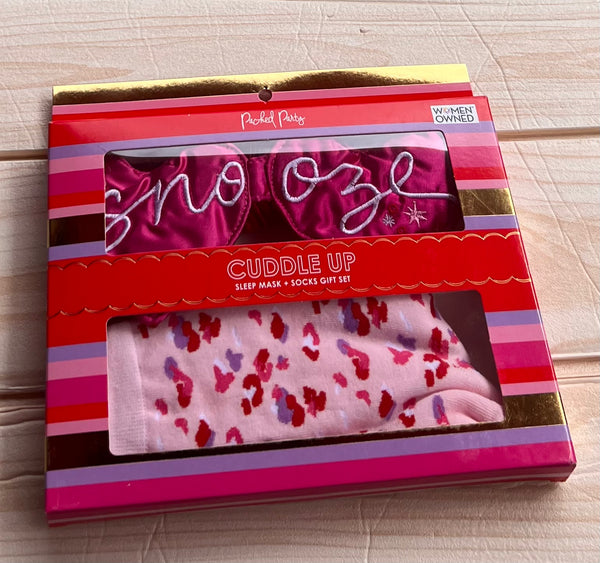 Packed Party
WOMEN
OWNED
snooze
CUDDLE UP
SLEEP MASK + SOCKS GIFT SET